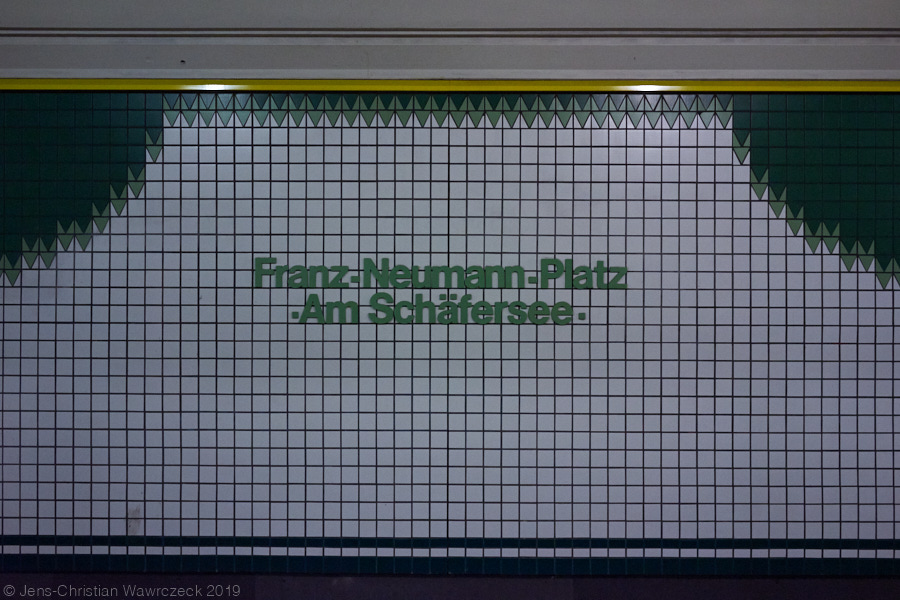 Franz-Neumann-Platz
·Am Schäfersee·
© Jens-Christian Wawrczeck 2019